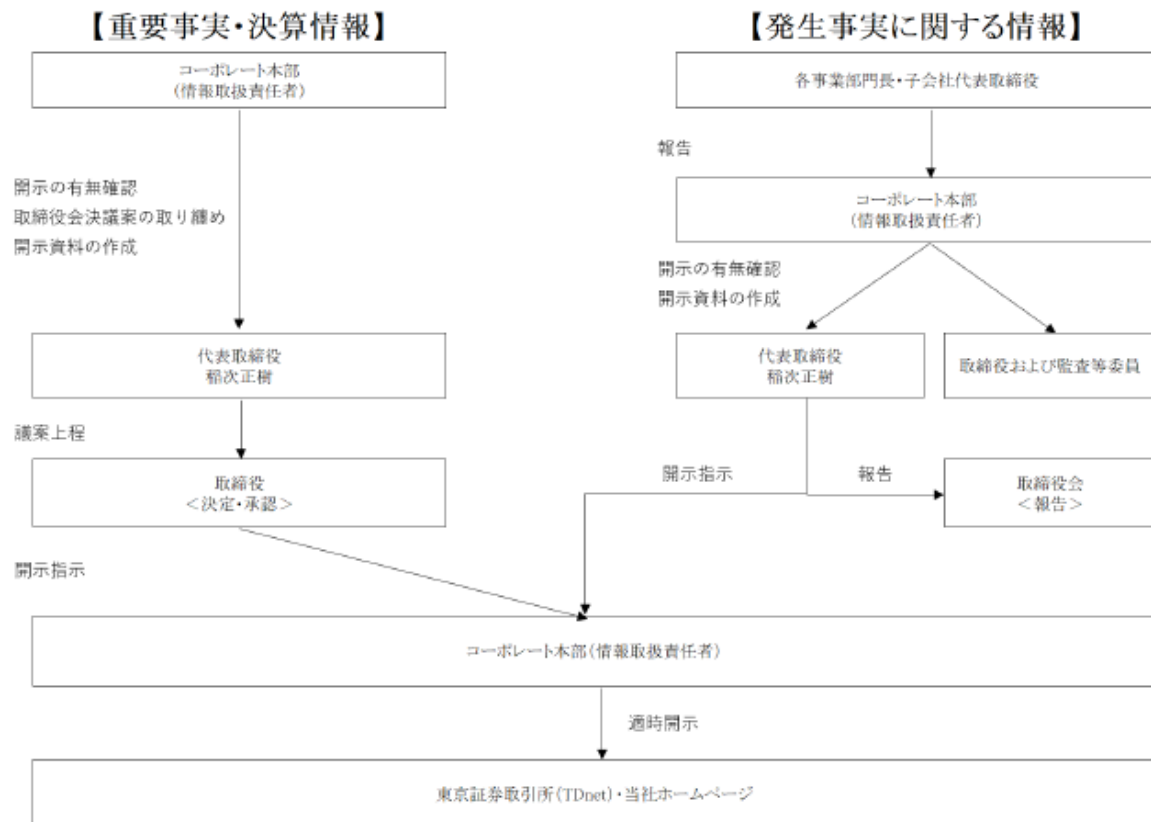 【重要事実・決算情報】
コーポレート本部
(情報取扱責任者)
開示の有無確認
取締役会決議案の取り纏め
開示資料の作成
代表取締役
稲次正樹
議案上程
取締役
＜決定・承認＞
開示指示
【発生事実に関する情報】
各事業部門長・子会社代表取締役
報告
コーポレート本部
(情報取扱責任者)
開示の有無確認
開示資料の作成
代表取締役
稲次正樹
取締役および監査等委員
開示指示
報告
取締役会
＜報告＞
コーポレート本部(情報取扱責任者)
適時開示
東京証券取引所(TDnet)・当社ホームページ